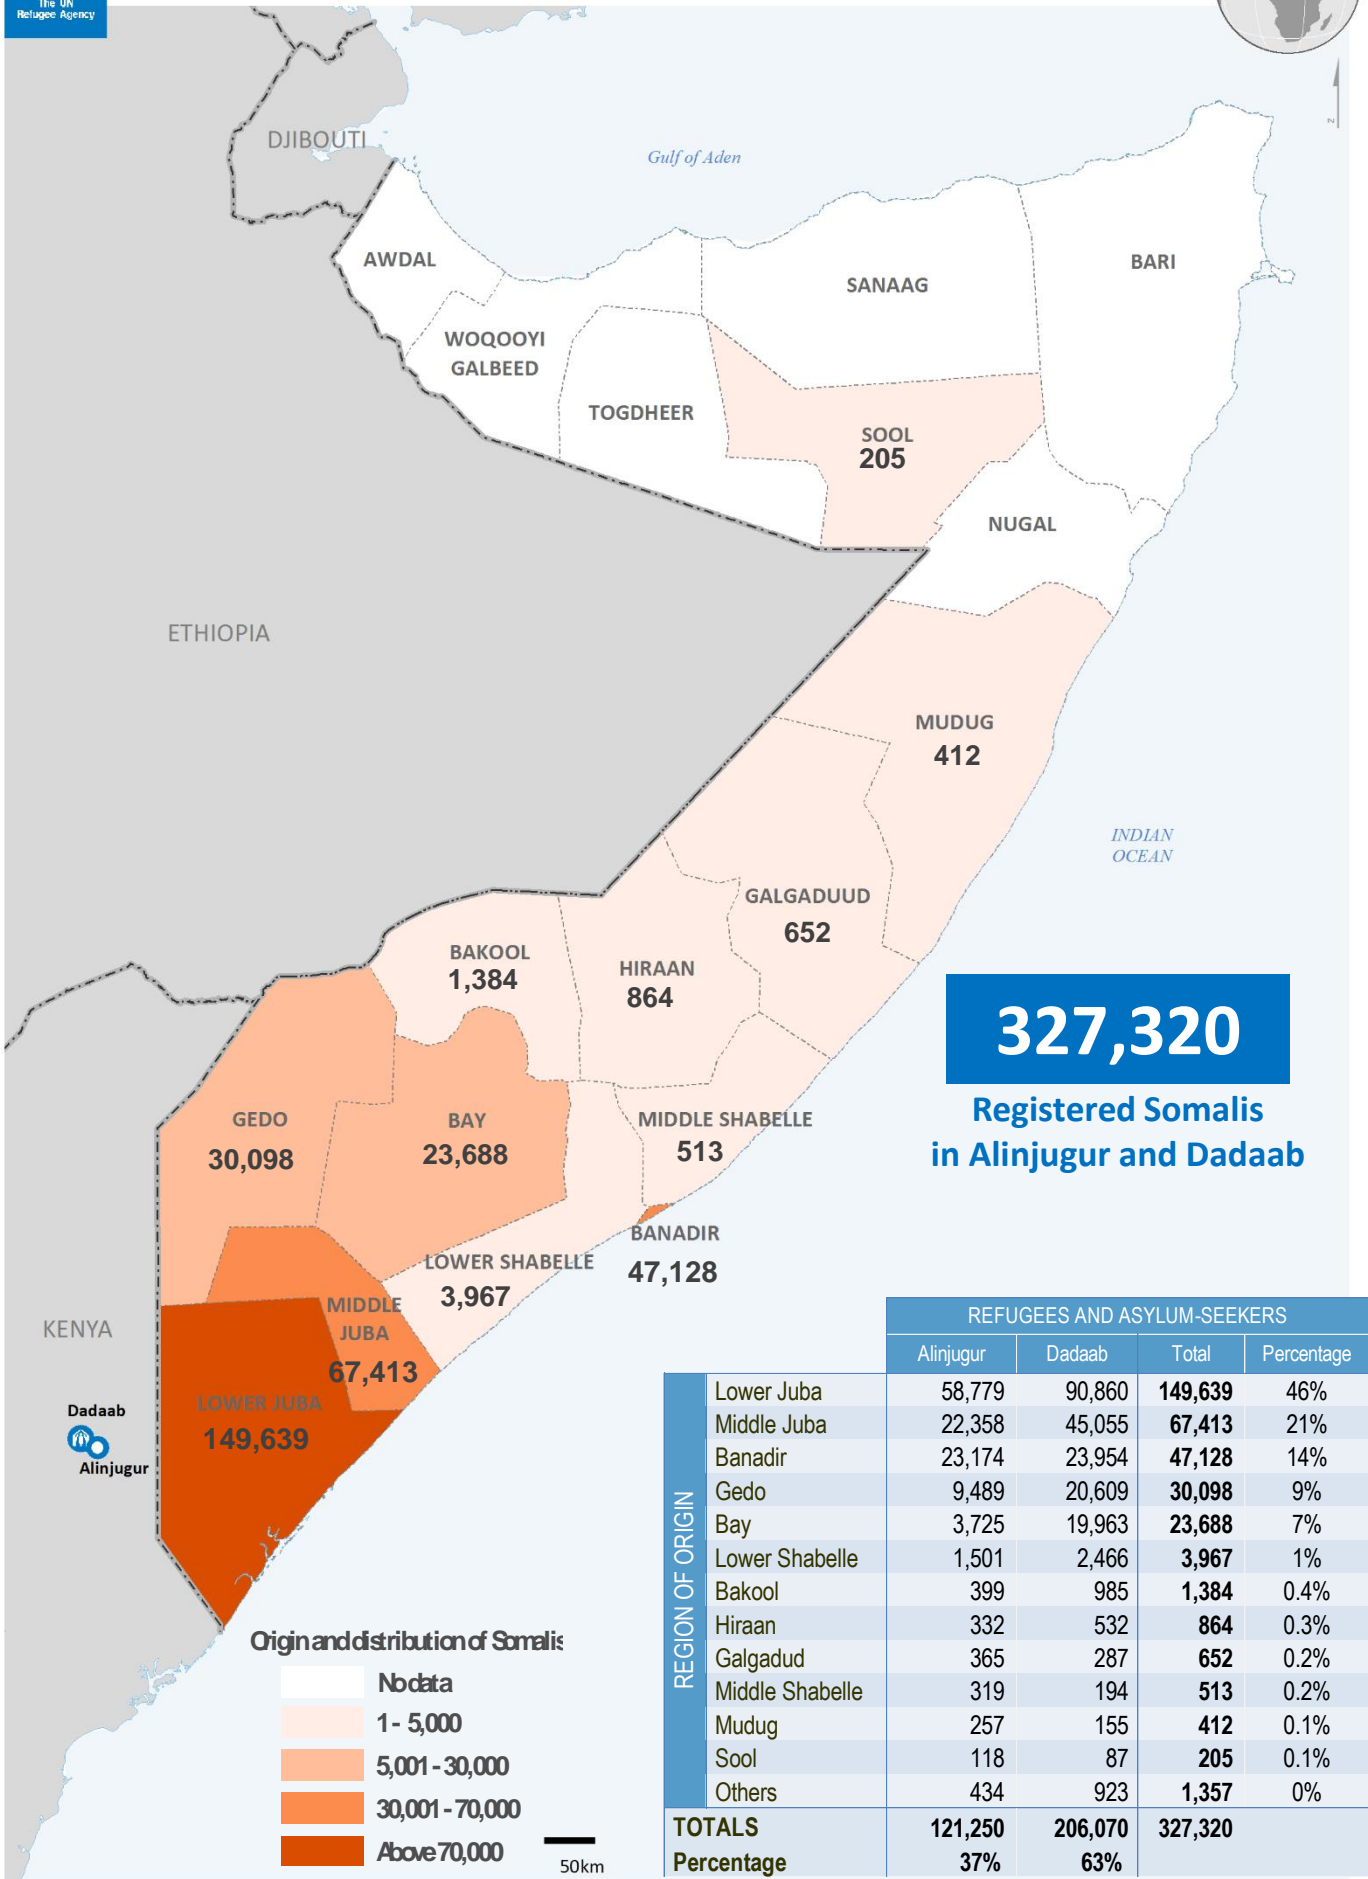 The UN
Refugee Agency
N
DJIBOUTI
Gulf of Aden
AWDAL
SANAAG
BARI
WOQOOYI
GALBEED
TOGDHEER
SOOL
205
NUGAL
ETHIOPIA
MUDUG
412
INDIAN
OCEAN
GALGADUUD
652
BAKOOL
1,384
HIRAAN
864
327,320
Registered Somalis
in Alinjugur and Dadaab
GEDO
30,098
BAY
23,688
MIDDLE SHABELLE
513
BANADIR
47,128
LOWER SHABELLE
3,967
MIDDLE
JUBA
67,413
KENYA
LOWER JUBA
149,639
Dadaab
Alinjugur
Origin and distribution of Somalis
No data
1 - 5,000
5,001 - 30,000
30,001 - 70,000
Above 70,000
50km
REFUGEES AND ASYLUM-SEEKERS
Alinjugur Dadaab Total Percentage
REGION OF ORIGIN
Lower Juba 58,779 90,860 149,639 46%
Middle Juba 22,358 45,055 67,413 21%
Banadir 23,174 23,954 47,128 14%
Gedo 9,489 20,609 30,098 9%
Bay 3,725 19,963 23,688 7%
Lower Shabelle 1,501 2,466 3,967 1%
Bakool 399 985 1,384 0.4%
Hiraan 332 532 864 0.3%
Galgadud 365 287 652 0.2%
Middle Shabelle 319 194 513 0.2%
Mudug 257 155 412 0.1%
Sool 118 87 205 0.1%
Others 434 923 1,357 0%
TOTALS 121,250 206,070 327,320
Percentage 37% 63%